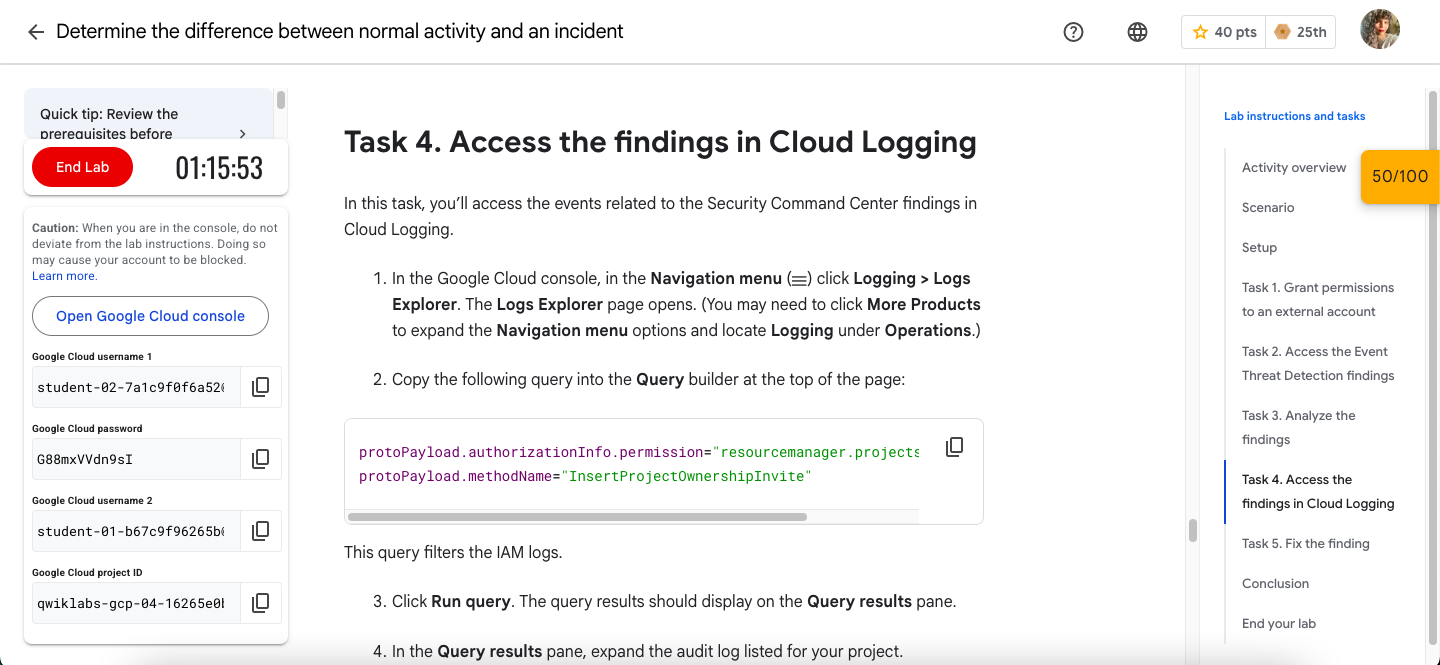 Determine the difference between normal activity and an incident
40 pts
25th
Quick tip: Review the
prerequisites before
End Lab
01:15:53
Caution: When you are in the console, do not
deviate from the lab instructions. Doing so
may cause your account to be blocked.
Learn more.
Open Google Cloud console
Google Cloud username 1
student-02-7a1c9f0f6a520
Google Cloud password
G88mxVVdn9sI
Google Cloud username 2
student-01-b67c9f96265b0
Google Cloud project ID
qwiklabs-gcp-04-16265e0b
Task 4. Access the findings in Cloud Logging
In this task, you’ll access the events related to the Security Command Center findings in
Cloud Logging.
1. In the Google Cloud console, in the Navigation menu (≡) click Logging > Logs
Explorer. The Logs Explorer page opens. (You may need to click More Products
to expand the Navigation menu options and locate Logging under Operations.)
2. Copy the following query into the Query builder at the top of the page:
protoPayload.authorizationInfo.permission="resourcemanager.projects
protoPayload.methodName="InsertProjectOwnershipInvite"
This query filters the IAM logs.
3. Click Run query. The query results should display on the Query results pane.
4. In the Query results pane, expand the audit log listed for your project.
Lab instructions and tasks
Activity overview
50/100
Scenario
Setup
Task 1. Grant permissions
to an external account
Task 2. Access the Event
Threat Detection findings
Task 3. Analyze the
findings
Task 4. Access the
findings in Cloud Logging
Task 5. Fix the finding
Conclusion
End your lab